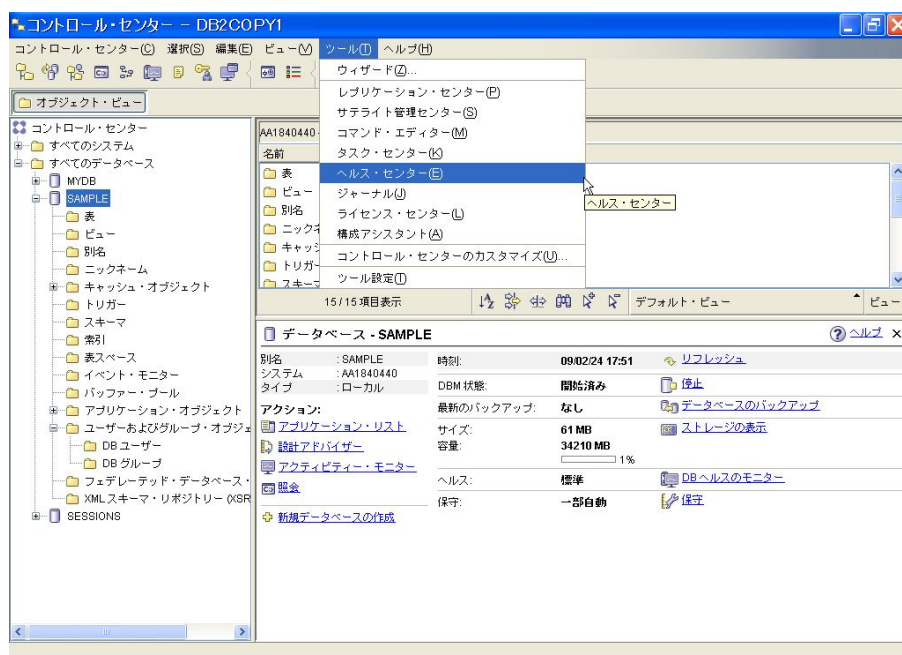 コントロール・センター － DB2COPY1
コントロール・センター(C) 選択(S) 編集(E) ビュー(V) ツール(T) ヘルプ(H)
ウィザード(Z)...
レプリケーション・センター(P)
サテライト管理センター(S)
コマンド・エディター(M)
タスク・センター(K)
ヘルス・センター(E)
ジャーナル(J)
ライセンス・センター(L)
構成アシスタント(A)
コントロール・センターのカスタマイズ(U)...
ツール設定(T)
ヘルス・センター
オブジェクト・ビュー
コントロール・センター
すべてのシステム
すべてのデータベース
MYDB
SAMPLE
表
ビュー
別名
ニックネーム
キャッシュ・オブジェクト
トリガー
スキーマ
索引
表スペース
イベント・モニター
バッファー・プール
アプリケーション・オブジェクト
ユーザーおよびグループ・オブジェ
DB ユーザー
DB グループ
フェデレーテッド・データベース・
XML スキーマ・リポジトリー (XSR
SESSIONS
AA1840440
名前
表
ビュー
別名
ニックネ
キャッシ
トリガー
スキーマ
15/15 項目表示
デフォルト・ビュー
ビュー
データベース - SAMPLE
ヘルプ
別名 : SAMPLE
システム : AA1840440
タイプ : ローカル
アクション:
アプリケーション・リスト
設計アドバイザー
アクティビティー・モニター
照会
新規データベースの作成
時刻: 09/02/24 17:51 リフレッシュ
DBM 状態: 開始済み 停止
最新のバックアップ: なし データベースのバックアップ
サイズ: 61 MB ストレージの表示
容量: 34210 MB
1%
ヘルス: 標準 DB ヘルスのモニター
保守: 一部自動 保守